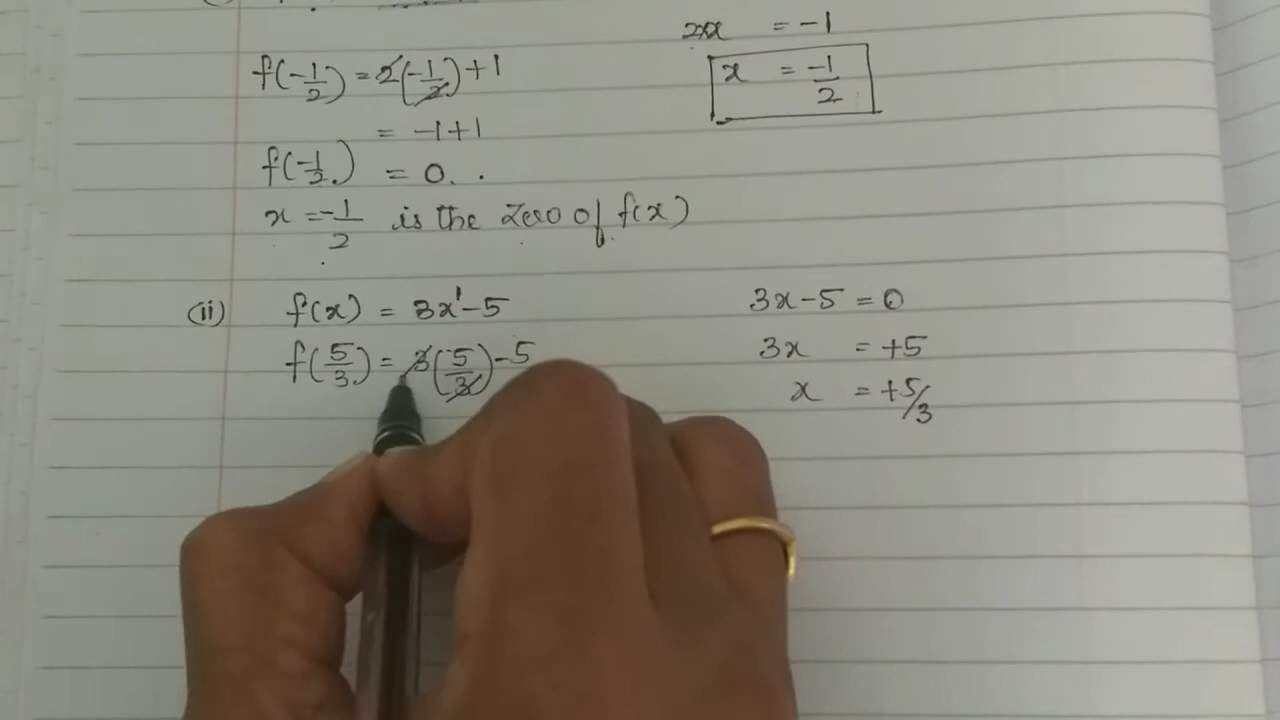 2x = -1
f(-1/2) = 2(-1/2) + 1
x = -1/2
= -1+1
f(-1/2) = 0.
x = -1/2 is the zero of f(x)
(ii) f(x) = 3x¹-5
3x-5 = 0
f(5/3) = 3(5/3)-5
3x = +5
x = +5/3